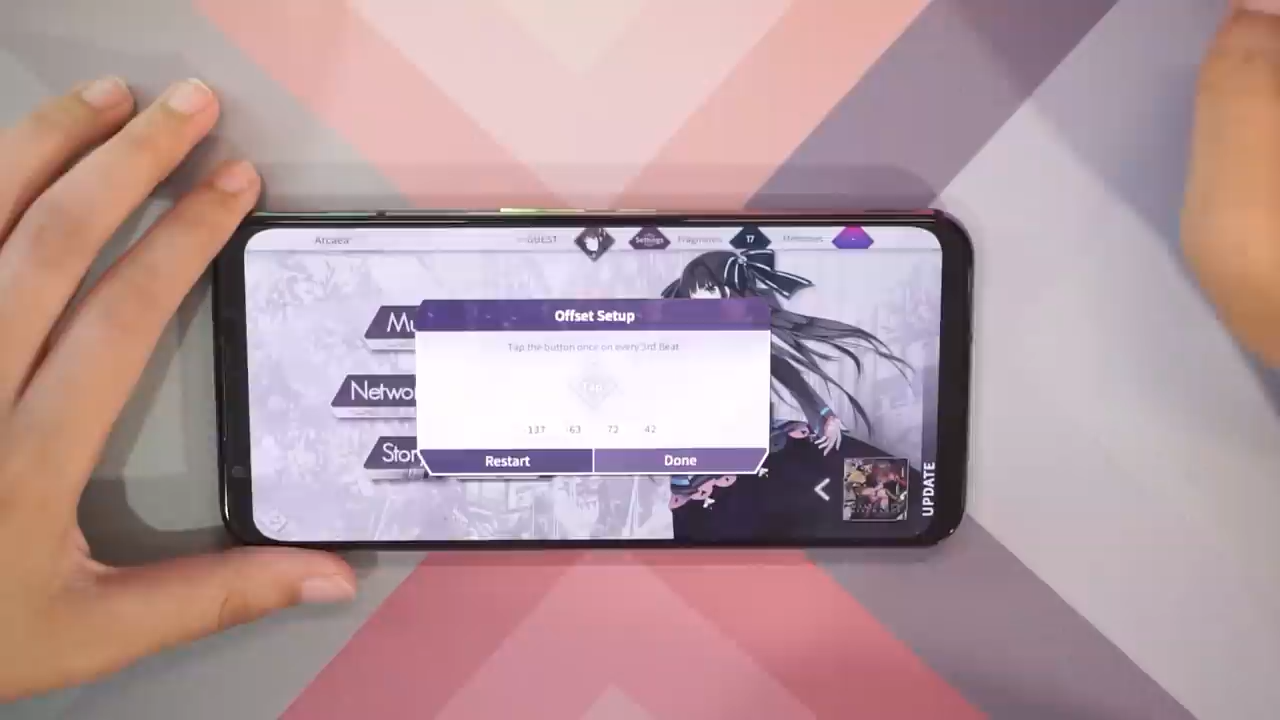 Arcaea
GUEST
Settings
Fragments
17
Memories
Offset Setup
Tap the button once on every 3rd Beat
Tap
137 63 72 42
Restart
Done
Mu
Networ
Stor
UPDATE